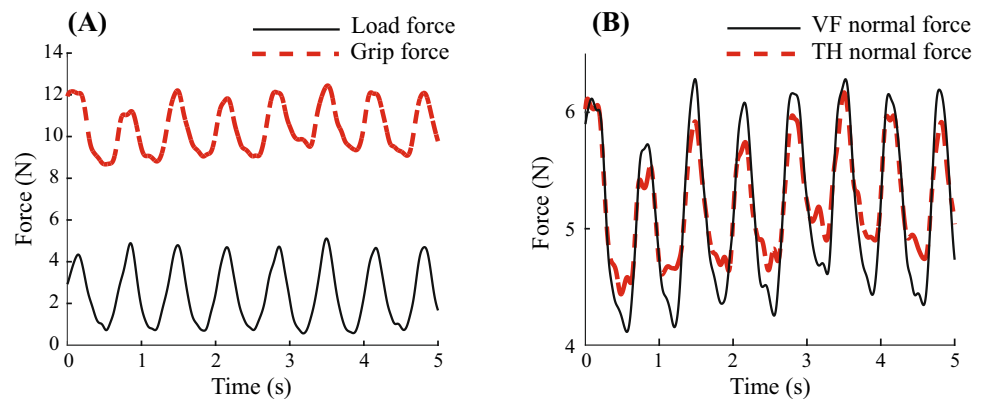 (A)
Load force
Grip force
14
12
10
8
6
4
2
0
Force (N)
0 1 2 3 4 5
Time (s)
(B)
VF normal force
TH normal force
6
5
4
Force (N)
0 1 2 3 4 5
Time (s)